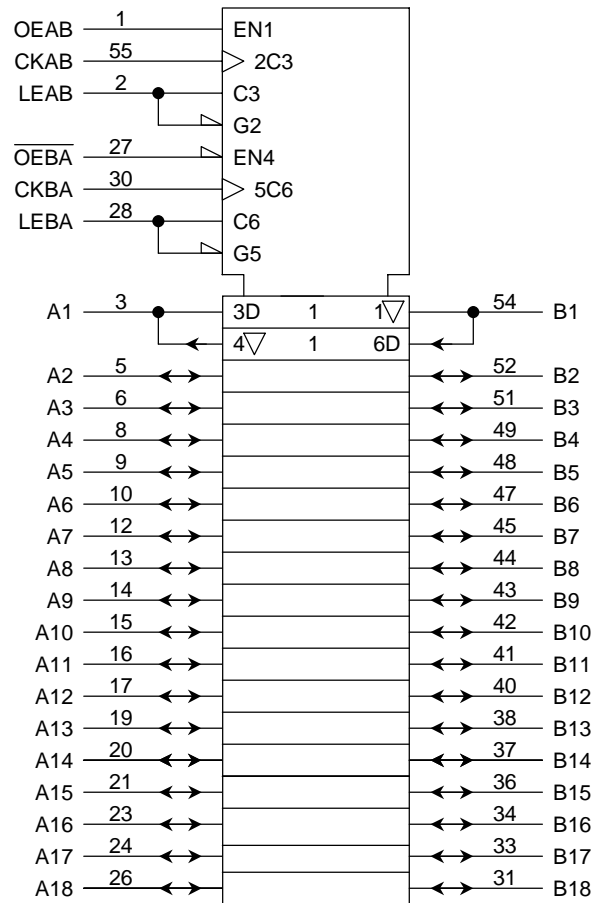 OEAB 1 EN1
CKAB 55 2C3
LEAB 2 C3
G2
OEBA 27 EN4
CKBA 30 5C6
LEBA 28 C6
G5
A1 3 3D 1 1▽ 54 B1
4▽ 1 6D
A2 5 52 B2
A3 6 51 B3
A4 8 49 B4
A5 9 48 B5
A6 10 47 B6
A7 12 45 B7
A8 13 44 B8
A9 14 43 B9
A10 15 42 B10
A11 16 41 B11
A12 17 40 B12
A13 19 38 B13
A14 20 37 B14
A15 21 36 B15
A16 23 34 B16
A17 24 33 B17
A18 26 31 B18